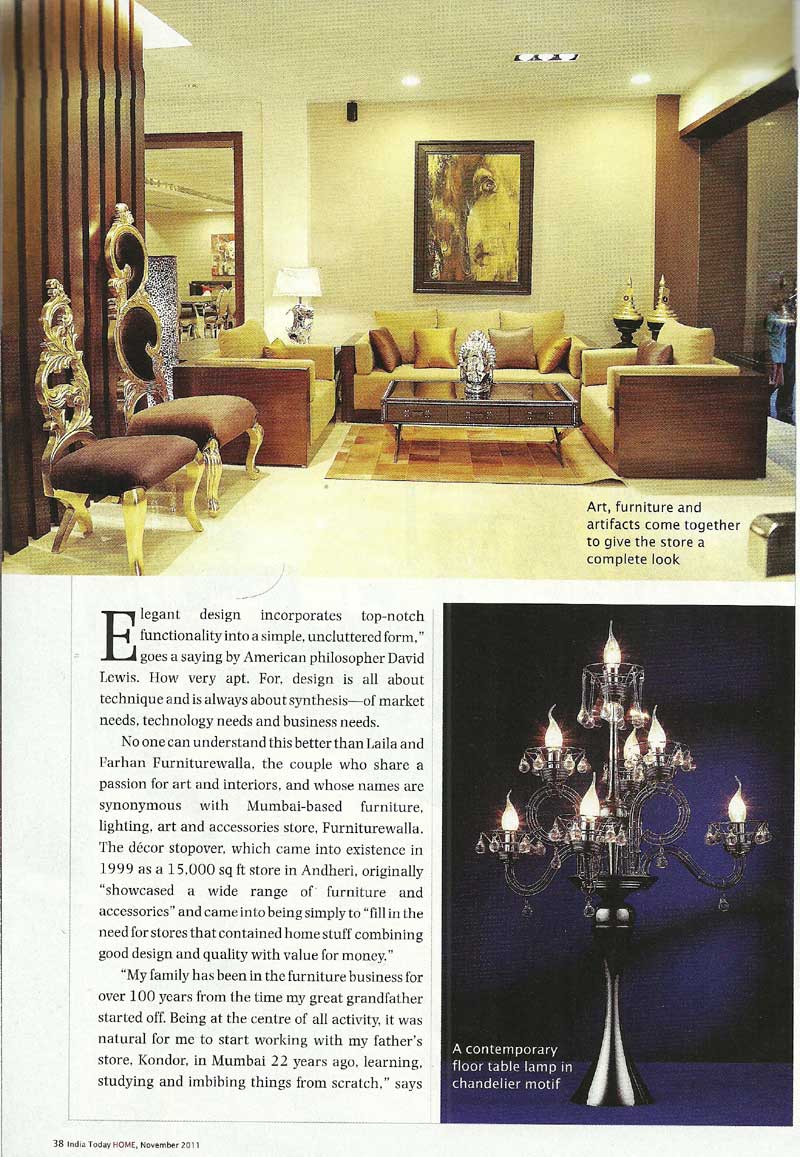 Art, furniture and
artifacts come together
to give the store a
complete look
Elegant design incorporates top-notch
functionality into a simple, uncluttered form,”
goes a saying by American philosopher David
Lewis. How very apt. For, design is all about
technique and is always about synthesis—of market
needs, technology needs and business needs.
No one can understand this better than Laila and
Farhan Furniturewalla, the couple who share a
passion for art and interiors, and whose names are
synonymous with Mumbai-based furniture,
lighting, art and accessories store, Furniturewalla.
The décor stopover, which came into existence in
1999 as a 15,000 sq ft store in Andheri, originally
“showcased a wide range of furniture and
accessories” and came into being simply to “fill in the
need for stores that contained home stuff combining
good design and quality with value for money.”
“My family has been in the furniture business for
over 100 years from the time my great grandfather
started off. Being at the centre of all activity, it was
natural for me to start working with my father’s
store, Kondor, in Mumbai 22 years ago, learning,
studying and imbibing things from scratch,” says
A contemporary
floor table lamp in
chandelier motif
38 India Today HOME, November 2011